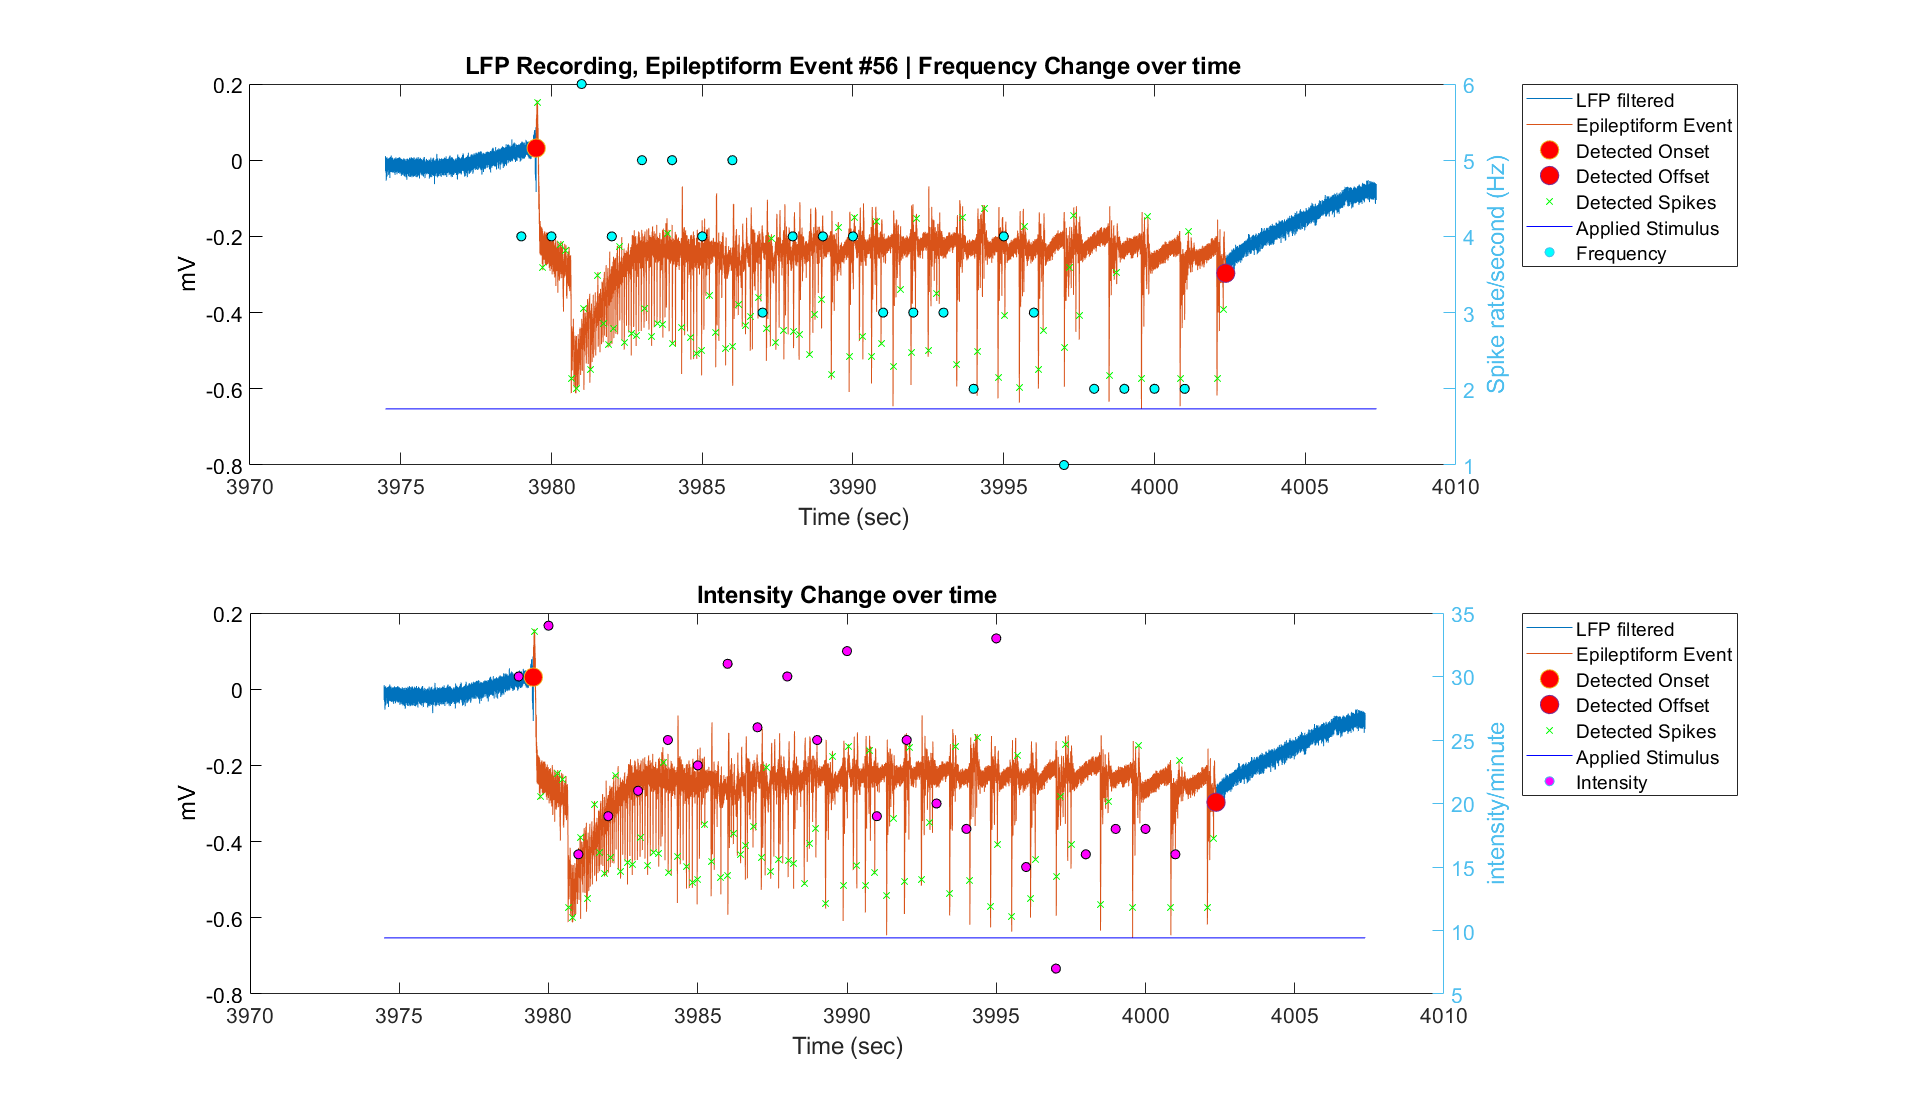 LFP Recording, Epileptiform Event #56 | Frequency Change over time
0.2
0
-0.2
-0.4
-0.6
-0.8
mV
3970 3975 3980 3985 3990 3995 4000 4005 4010
Time (sec)
6
5
4
3
2
1
Spike rate/second (Hz)
LFP filtered
Epileptiform Event
Detected Onset
Detected Offset
Detected Spikes
Applied Stimulus
Frequency
Intensity Change over time
0.2
0
-0.2
-0.4
-0.6
-0.8
mV
3970 3975 3980 3985 3990 3995 4000 4005 4010
Time (sec)
35
30
25
20
15
10
5
intensity/minute
LFP filtered
Epileptiform Event
Detected Onset
Detected Offset
Detected Spikes
Applied Stimulus
Intensity